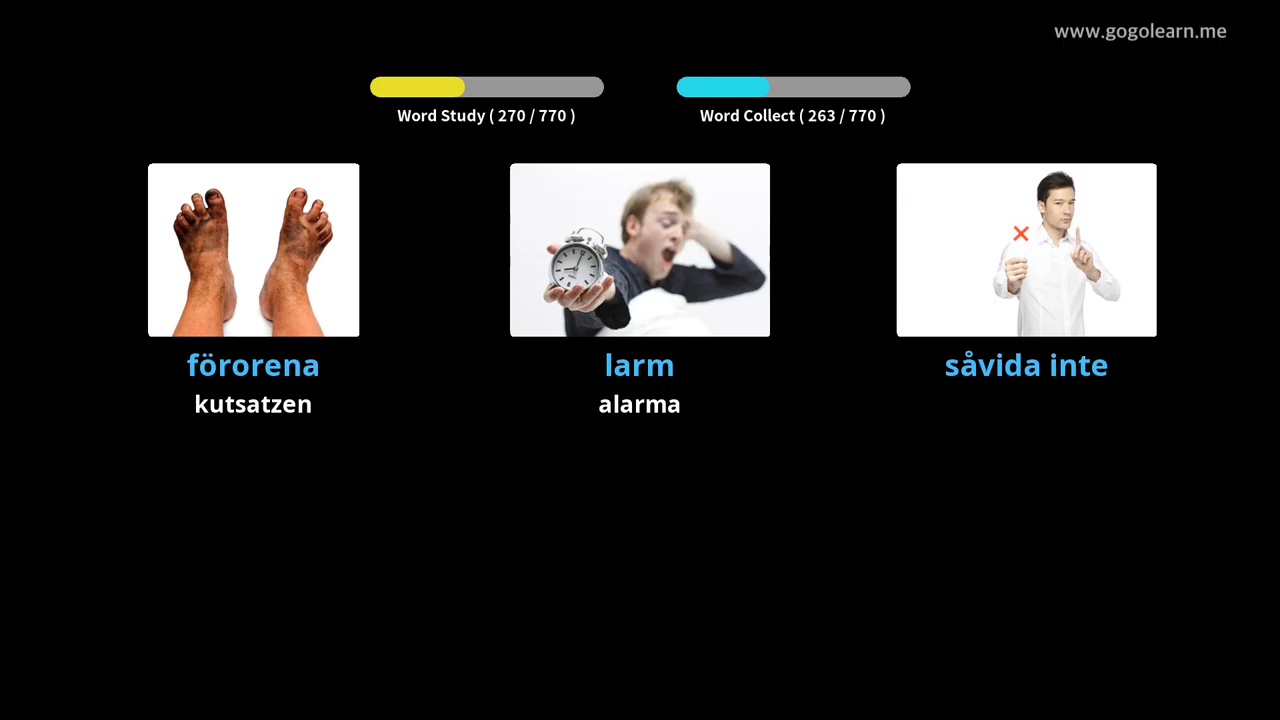 www.gogolearn.me
Word Study ( 270 / 770 )
Word Collect ( 263 / 770 )
förorena
larm
såvida inte
kutsatzen
alarma